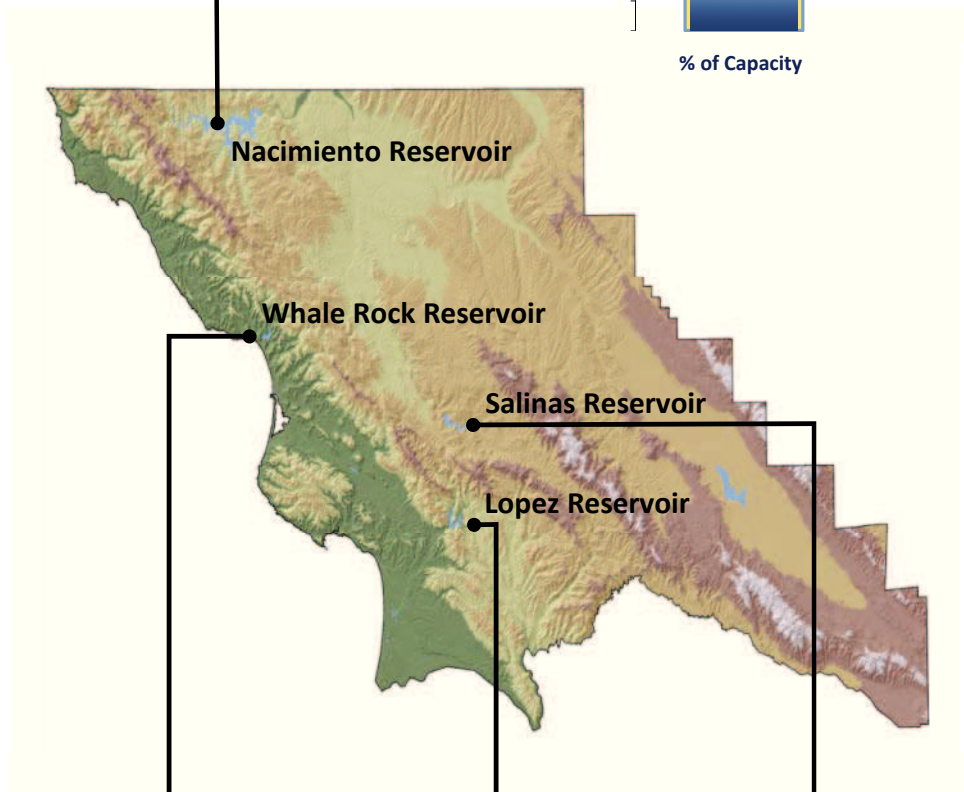 % of Capacity
Nacimiento Reservoir
Whale Rock Reservoir
Salinas Reservoir
Lopez Reservoir